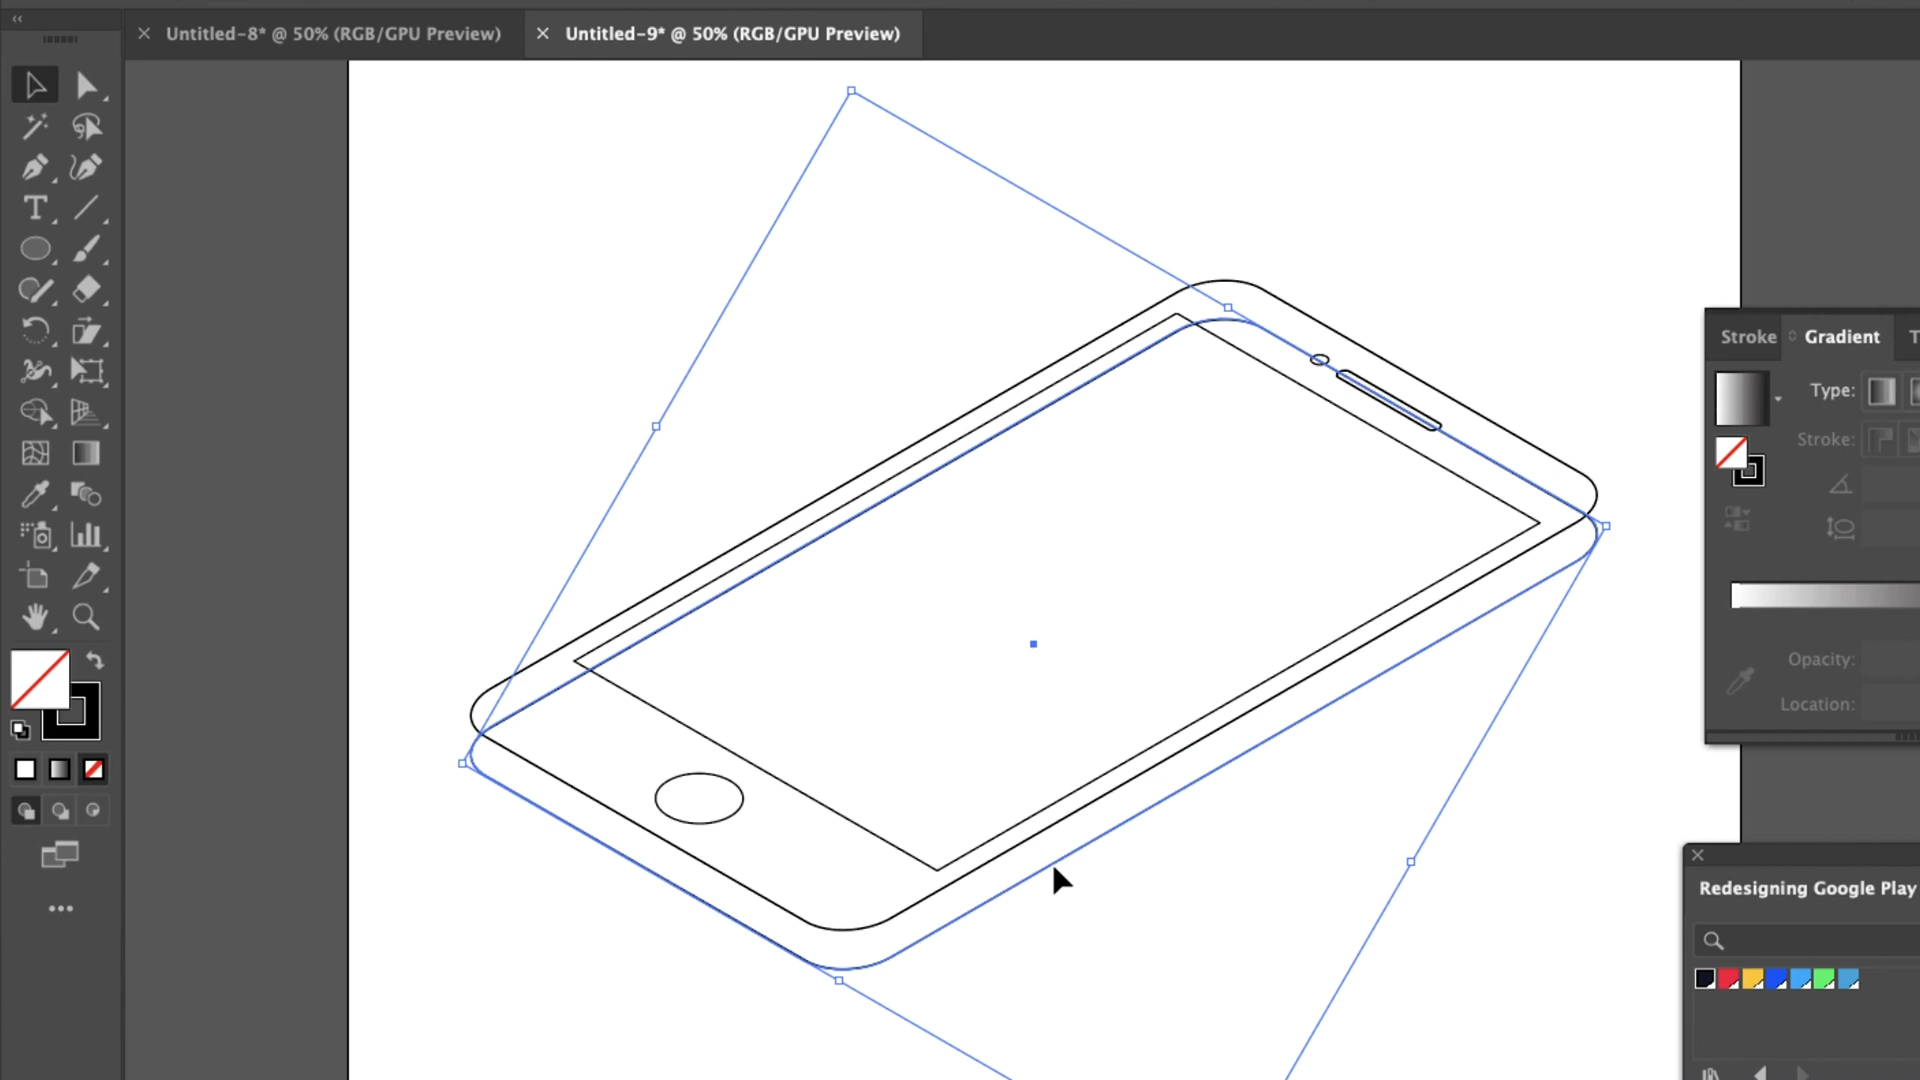 Untitled-8* @ 50% (RGB/GPU Preview)
Untitled-9* @ 50% (RGB/GPU Preview)
Stroke
Gradient
T
Type:
Stroke:
Opacity:
Location:
Redesigning Google Play